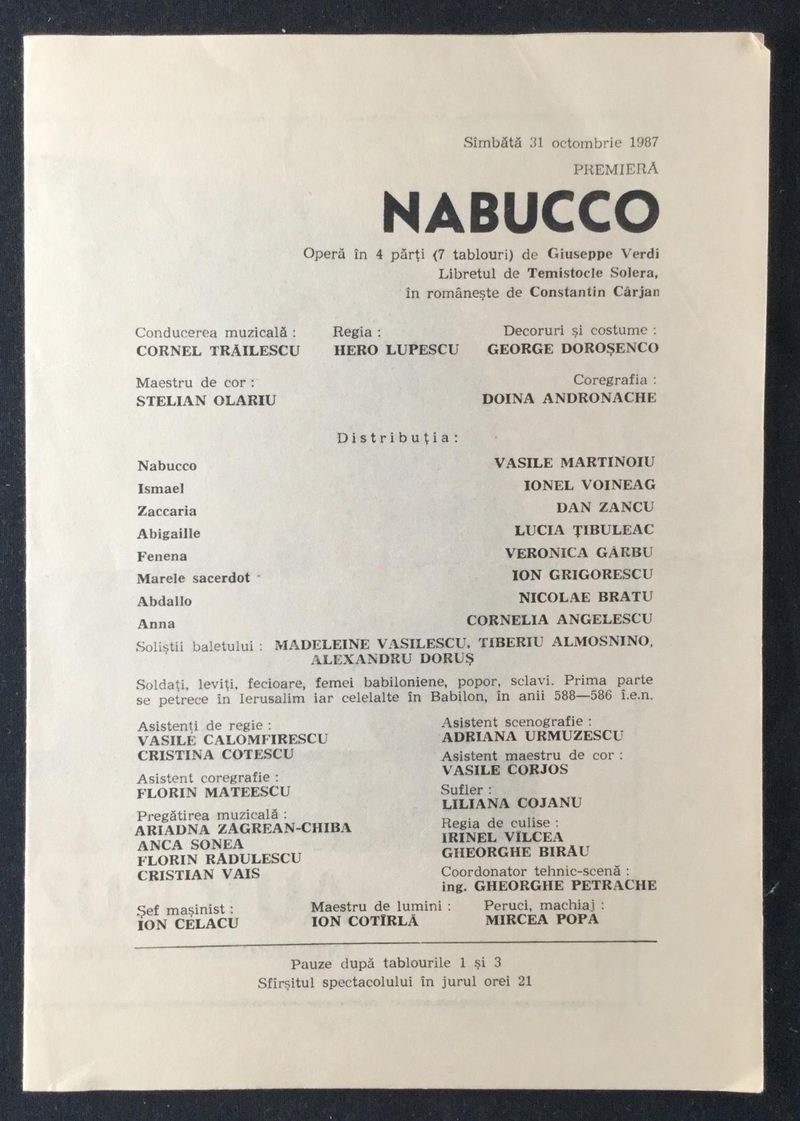 Sîmbătă 31 octombrie 1987
PREMIERĂ
NABUCCO
Operă în 4 părți (7 tablouri) de Giuseppe Verdi
Libretul de Temistocle Solera,
în românește de Constantin Cârjan
Conducerea muzicală : Regia : Decoruri și costume :
CORNEL TRĂILESCU HERO LUPESCU GEORGE DOROȘENCO
Maestru de cor : Coregrafia :
STELIAN OLARIU DOINA ANDRONACHE
Distribuția:
Nabucco VASILE MARTINOIU
Ismael IONEL VOINEAG
Zaccaria DAN ZANCU
Abigaille LUCIA ȚIBULEAC
Fenena VERONICA GÂRBU
Marele sacerdot ION GRIGORESCU
Abdallo NICOLAE BRATU
Anna CORNELIA ANGELESCU
Soliștii baletului : MADELEINE VASILESCU, TIBERIU ALMOSNINO,
ALEXANDRU DORUȘ
Soldați, leviți, fecioare, femei babiloniene, popor, sclavi. Prima parte
se petrece în Ierusalim iar celelalte în Babilon, în anii 588—586 î.e.n.
Asistenți de regie :
VASILE CALOMFIRESCU
CRISTINA COTESCU
Asistent coregrafie :
FLORIN MATEESCU
Pregătirea muzicală :
ARIADNA ZĂGREAN-CHIBA
ANCA SONEA
FLORIN RĂDULESCU
CRISTIAN VAIS
Asistent scenografie :
ADRIANA URMUZESCU
Asistent maestru de cor :
VASILE CORJOS
Sufler :
LILIANA COJANU
Regia de culise :
IRINEL VÎLCEA
GHEORGHE BIRĂU
Coordonator tehnic-scenă :
ing. GHEORGHE PETRACHE
Șef mașinist : Maestru de lumini : Peruci, machiaj :
ION CELACU ION COTÎRLĂ MIRCEA POPA
Pauze după tablourile 1 și 3
Sfîrșitul spectacolului în jurul orei 21